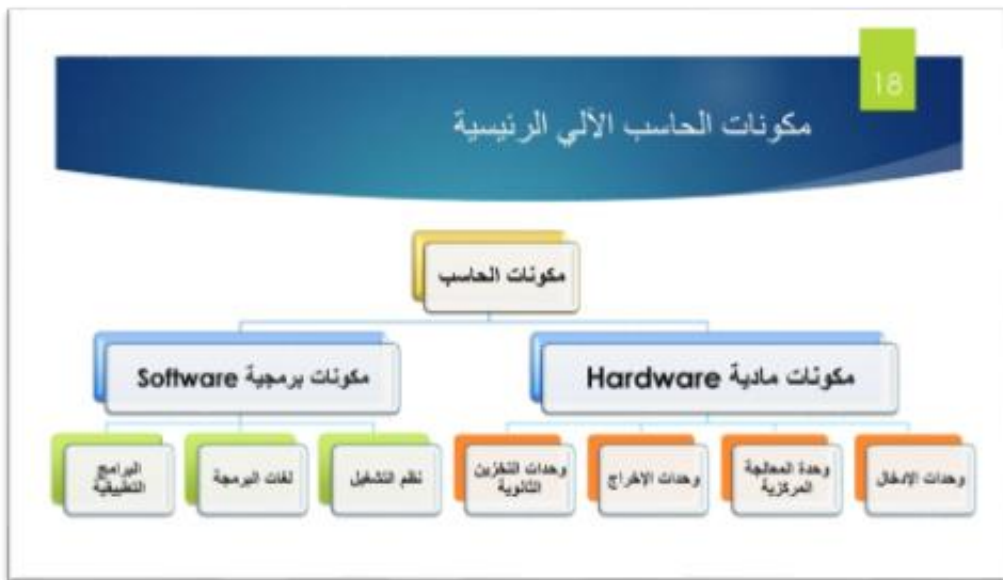 18
مكونات الحاسب الألي الرئيسية
مكونات الحاسب
مكونات مادية Hardware
مكونات برمجية Software
وحدات الإدخال
وحدة المعالجة
المركزية
وحدات الإخراج
وحدات التخزين
الثانوية
نظم التشغيل
لغات البرمجة
البرامج
التطبيقية